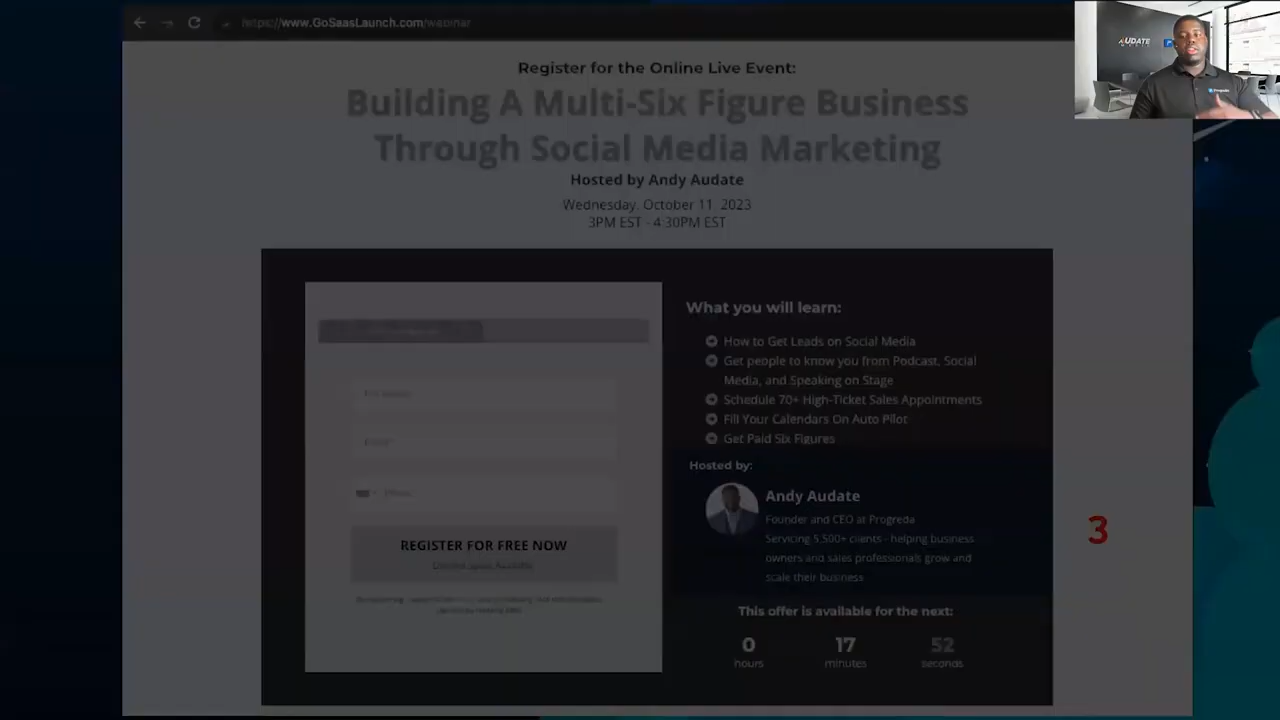 https://www.GoSaasLaunch.com/webinar
AUDATE
Progreda
Register for the Online Live Event:
Building A Multi-Six Figure Business
Through Social Media Marketing
Hosted by Andy Audate
Wednesday, October 11, 2023
3PM EST - 4:30PM EST
What you will learn:
How to Get Leads on Social Media
Get people to know you from Podcast, Social
Media, and Speaking on Stage
Schedule 70+ High-Ticket Sales Appointments
Fill Your Calendars On Auto Pilot
Get Paid Six Figures
Hosted by:
Andy Audate
Founder and CEO at Progreda
Servicing 5,500+ clients - helping business
owners and sales professionals grow and
scale their business
REGISTER FOR FREE NOW
Limited Space Available
This offer is available for the next:
0 17 52
hours minutes seconds
3